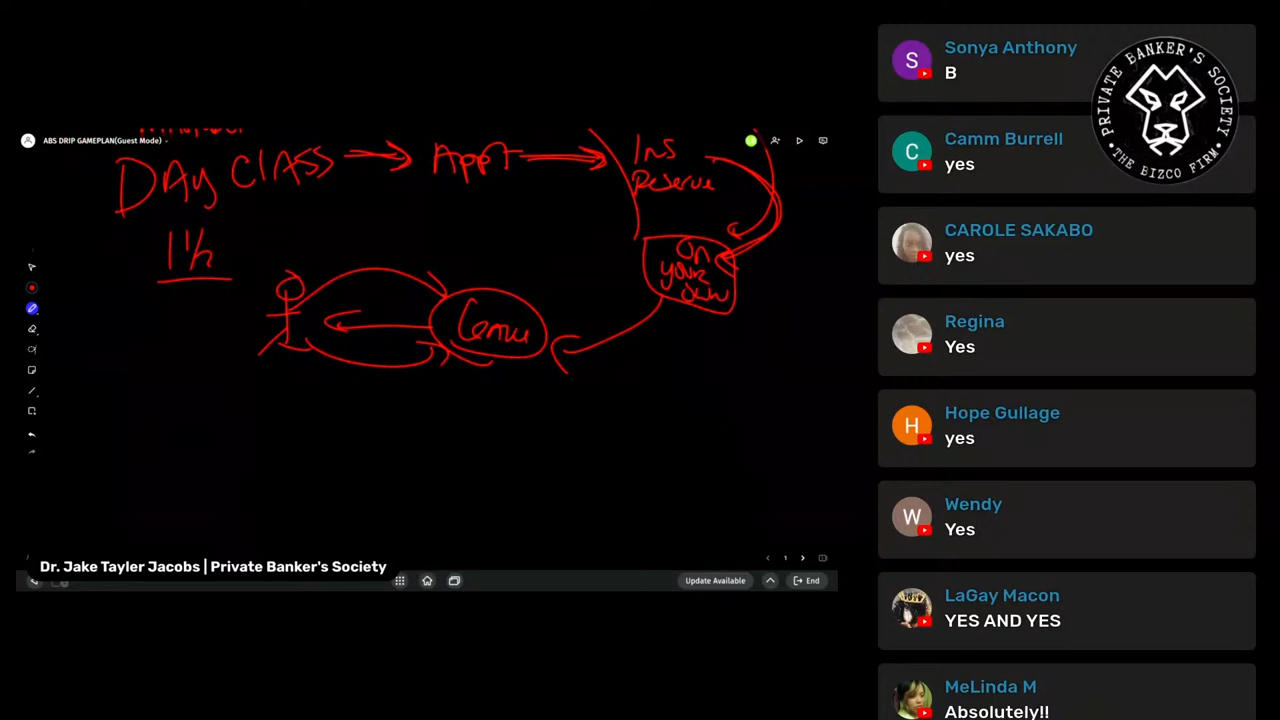 ABS DRIP GAMEPLAN(Guest Mode)
DAY CLASS
Appt
Ins
Reserve
1 1/2
on
your
own
Dr. Jake Tayler Jacobs | Private Banker's Society
Update Available
End
1
S
Sonya Anthony
B
C
Camm Burrell
yes
CAROLE SAKABO
yes
Regina
Yes
H
Hope Gullage
yes
W
Wendy
Yes
LaGay Macon
YES AND YES
MeLinda M
Absolutely!!
PRIVATE BANKER'S SOCIETY
THE BIZCO FIRM